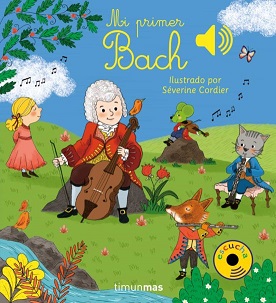 Mi primer
Bach
Ilustrado por
Séverine Cordier
escucha
timunmas